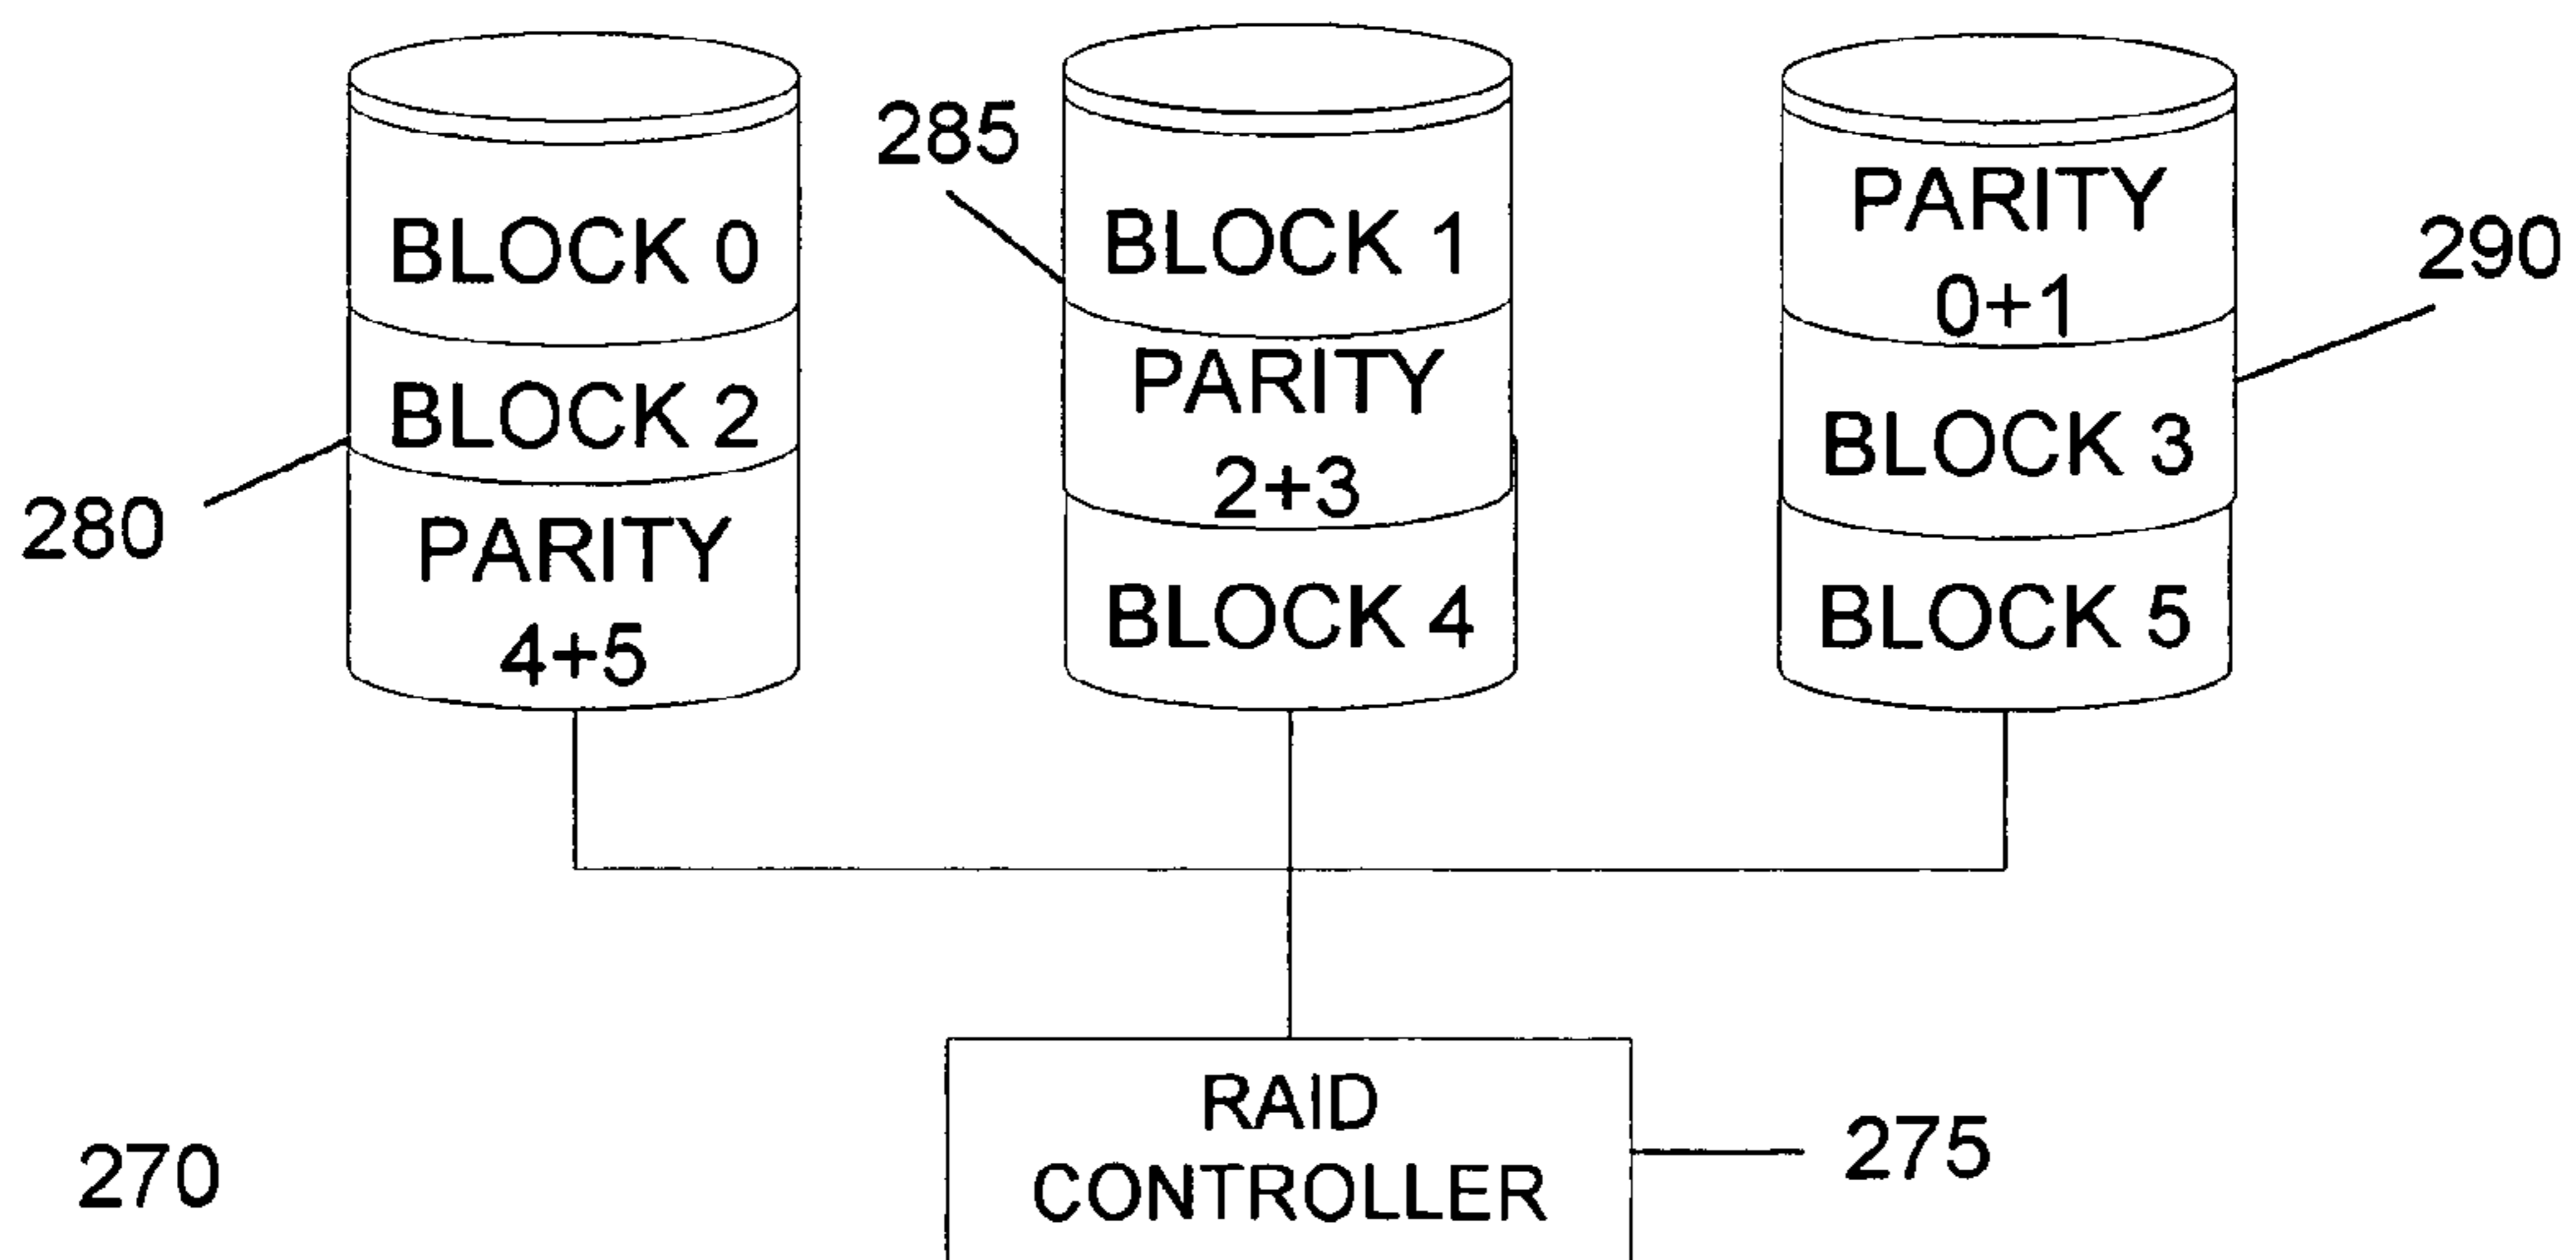 285
290
280
BLOCK 0
BLOCK 2
PARITY
4+5
BLOCK 1
PARITY
2+3
BLOCK 4
PARITY
0+1
BLOCK 3
BLOCK 5
270
RAID
CONTROLLER
275